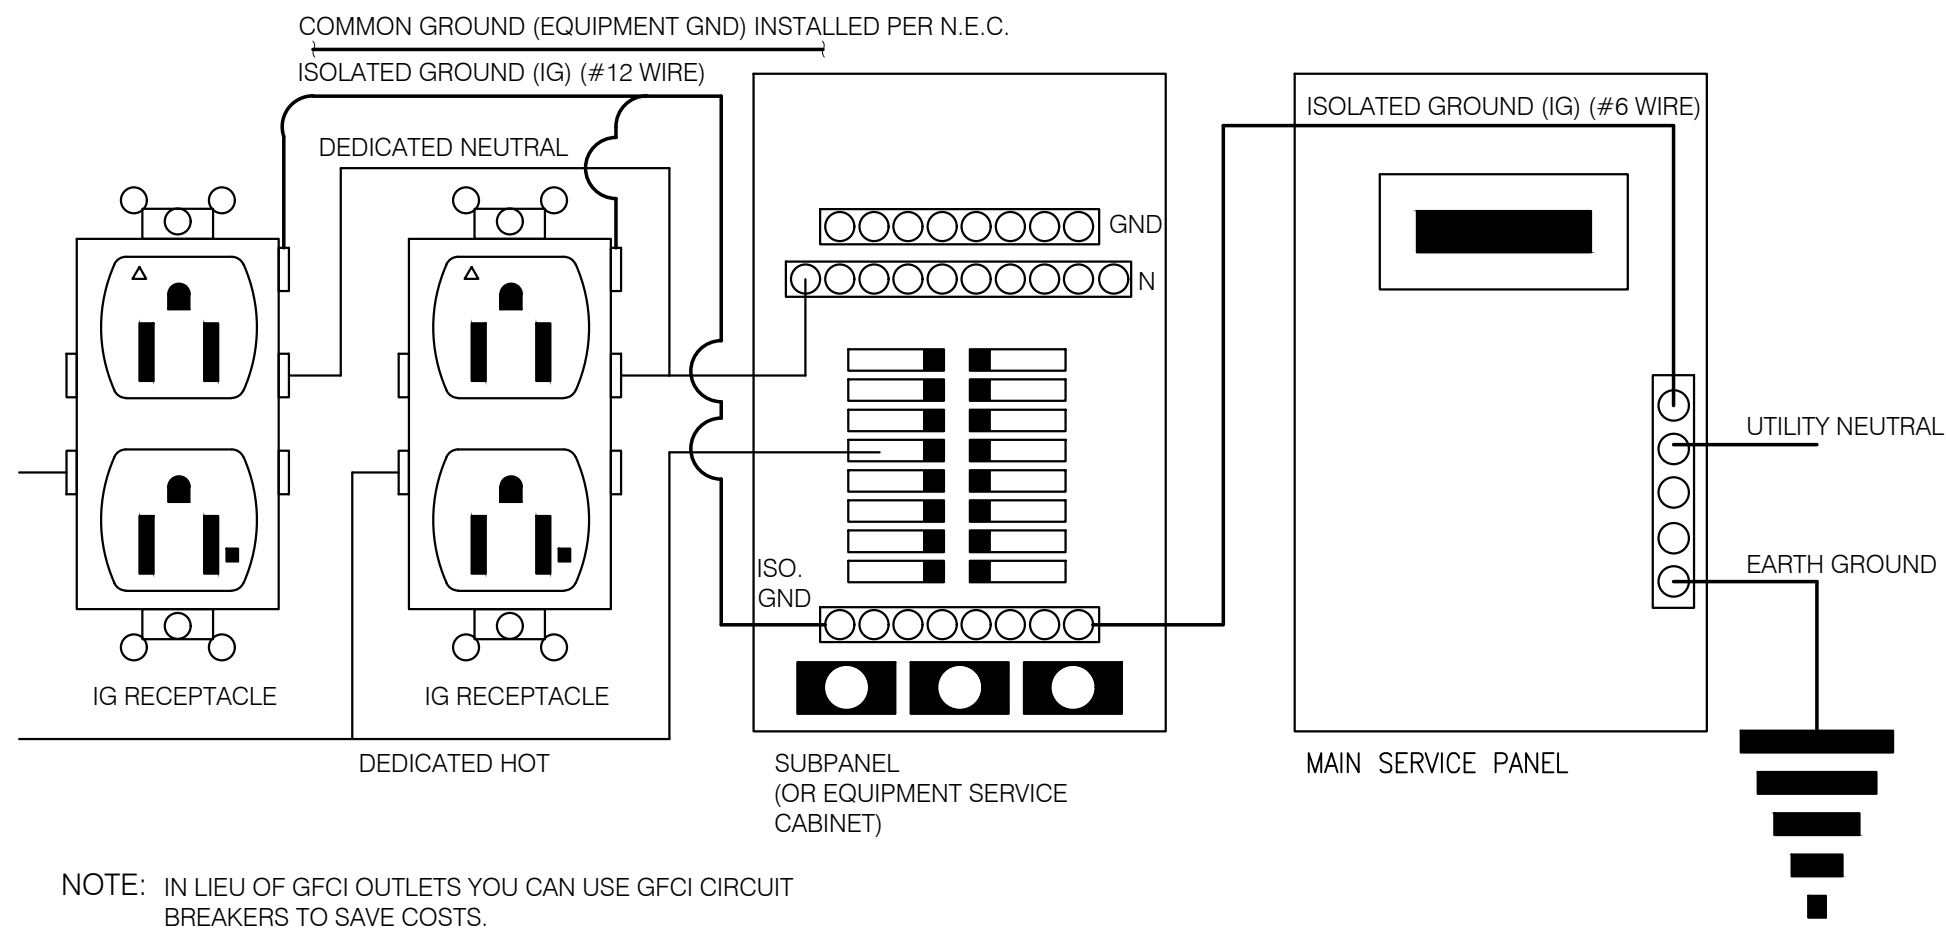 COMMON GROUND (EQUIPMENT GND) INSTALLED PER N.E.C.
ISOLATED GROUND (IG) (#12 WIRE)
ISOLATED GROUND (IG) (#6 WIRE)
DEDICATED NEUTRAL
GND
N
UTILITY NEUTRAL
ISO.
GND
EARTH GROUND
IG RECEPTACLE
IG RECEPTACLE
DEDICATED HOT
SUBPANEL
(OR EQUIPMENT SERVICE
CABINET)
MAIN SERVICE PANEL
NOTE: IN LIEU OF GFCI OUTLETS YOU CAN USE GFCI CIRCUIT
BREAKERS TO SAVE COSTS.